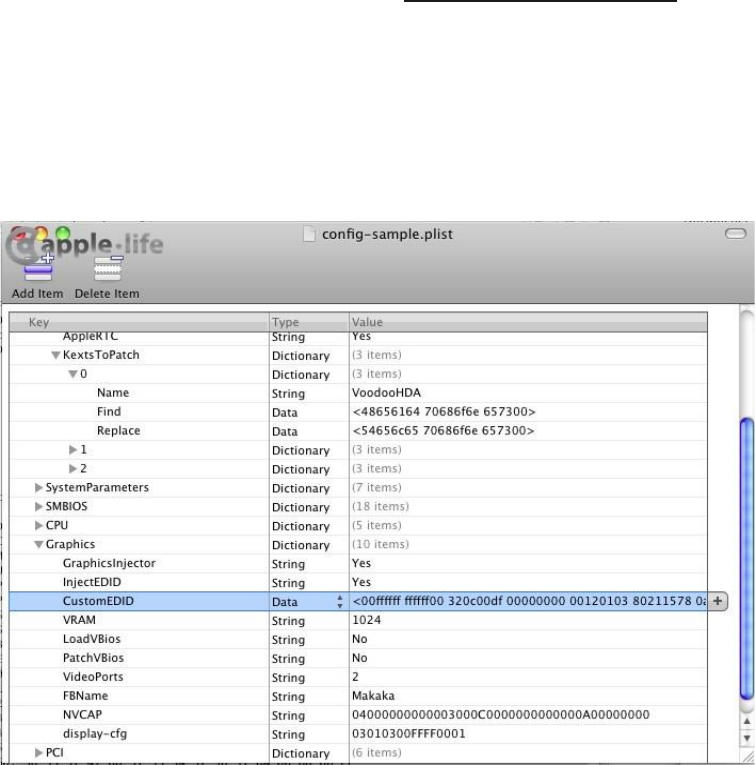 config-sample.plist
apple-life
Add Item Delete Item
Key Type Value
AppleRTC String Yes
KextsToPatch Dictionary (3 items)
0 Dictionary (3 items)
Name String VoodooHDA
Find Data <48656164 70686f6e 657300>
Replace Data <54656c65 70686f6e 657300>
1 Dictionary (3 items)
2 Dictionary (3 items)
SystemParameters Dictionary (7 items)
SMBIOS Dictionary (18 items)
CPU Dictionary (5 items)
Graphics Dictionary (10 items)
GraphicsInjector String Yes
InjectEDID String Yes
CustomEDID Data <00ffffff ffffff00 320c00df 00000000 00120103 80211578
VRAM String 1024
LoadVBios String No
PatchVBios String No
VideoPorts String 2
FBName String Makaka
NVCAP String 04000000000003000C0000000000000A00000000
display-cfg String 03010300FFFF0001
PCI Dictionary (6 items)